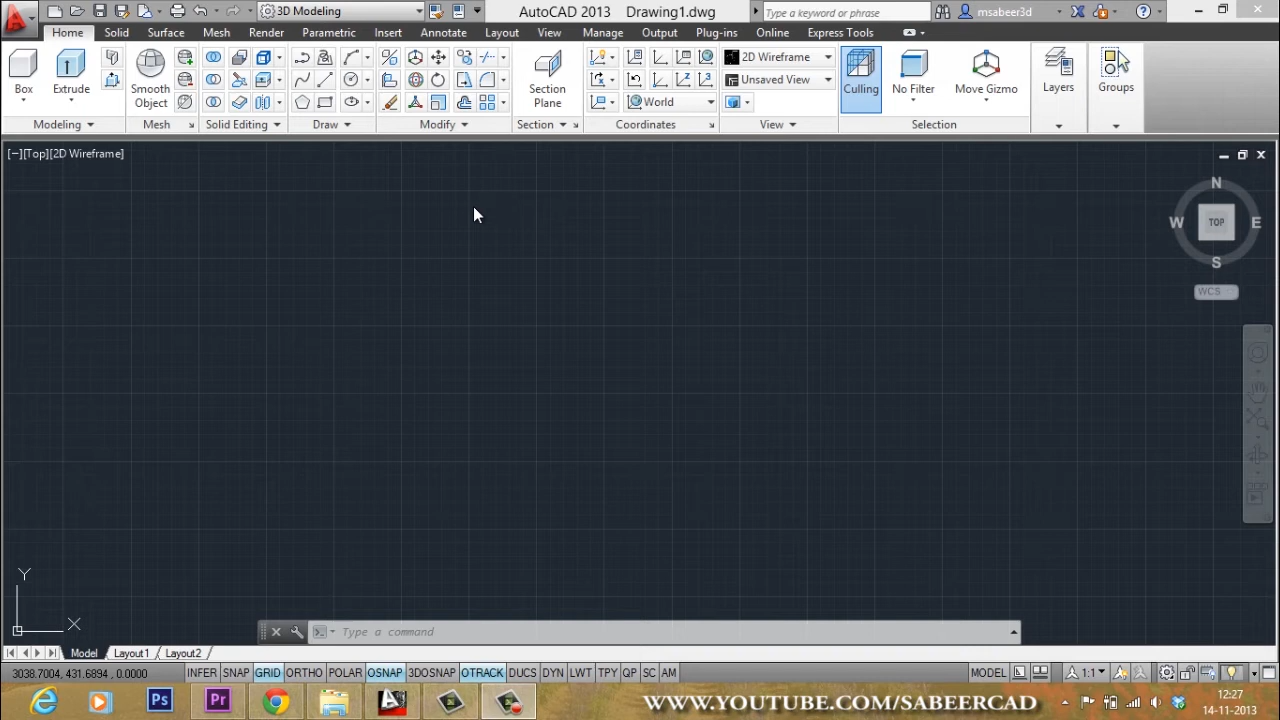 3D Modeling AutoCAD 2013 Drawing1.dwg Type a keyword or phrase msabeer3d
Home Solid Surface Mesh Render Parametric Insert Annotate Layout View Manage Output Plug-ins Online Express Tools
2D Wireframe
Unsaved View
Box Extrude Smooth Object Section Plane World Culling No Filter Move Gizmo Layers Groups
Modeling Mesh Solid Editing Draw Modify Section Coordinates View Selection
[−][Top][2D Wireframe]
N
W TOP E
S
WCS
Y
X
Type a command
Model Layout1 Layout2
3038.7004, 431.6894 , 0.0000 INFER SNAP GRID ORTHO POLAR OSNAP 3DOSNAP OTRACK DUCS DYN LWT TPY QP SC AM MODEL 1:1
Ps Pr WWW.YOUTUBE.COM/SABEERCAD 12:27
14-11-2013